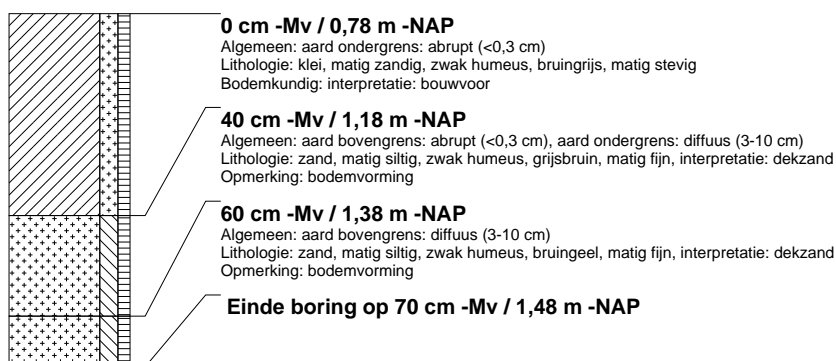 0 cm -Mv / 0,78 m -NAP
Algemeen: aard ondergrens: abrupt (<0,3 cm)
Lithologie: klei, matig zandig, zwak humeus, bruingrijs, matig stevig
Bodemkundig: interpretatie: bouwvoor
40 cm -Mv / 1,18 m -NAP
Algemeen: aard bovengrens: abrupt (<0,3 cm), aard ondergrens: diffuus (3-10 cm)
Lithologie: zand, matig siltig, zwak humeus, grijsbruin, matig fijn, interpretatie: dekzand
Opmerking: bodemvorming
60 cm -Mv / 1,38 m -NAP
Algemeen: aard bovengrens: diffuus (3-10 cm)
Lithologie: zand, matig siltig, zwak humeus, bruingeel, matig fijn, interpretatie: dekzand
Opmerking: bodemvorming
Einde boring op 70 cm -Mv / 1,48 m -NAP